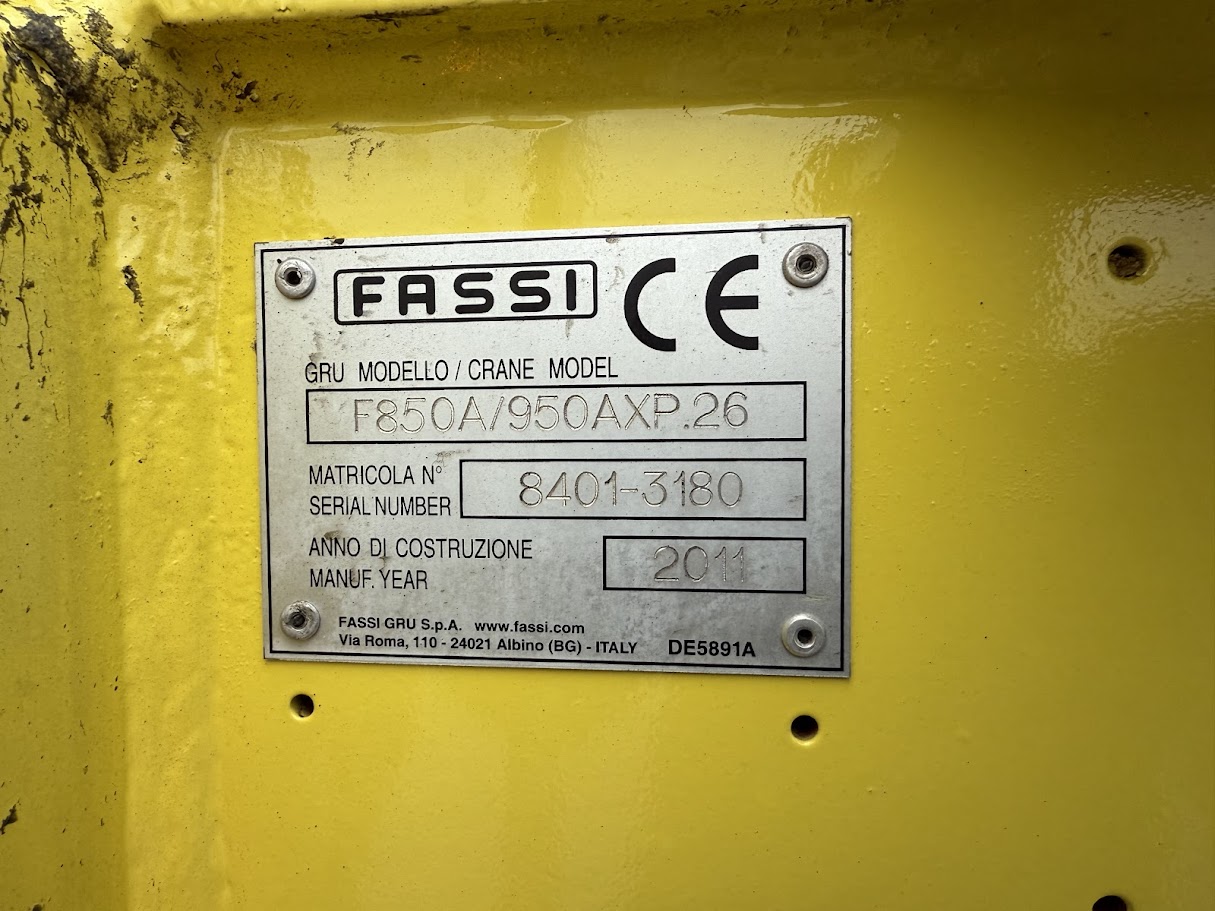 FASSI CE
GRU MODELLO / CRANE MODEL
F850A/950AXP.26
MATRICOLA N° 8401-3180
SERIAL NUMBER
ANNO DI COSTRUZIONE 2011
MANUF. YEAR
FASSI GRU S.p.A. www.fassi.com
Via Roma, 110 - 24021 Albino (BG) - ITALY DE5891A